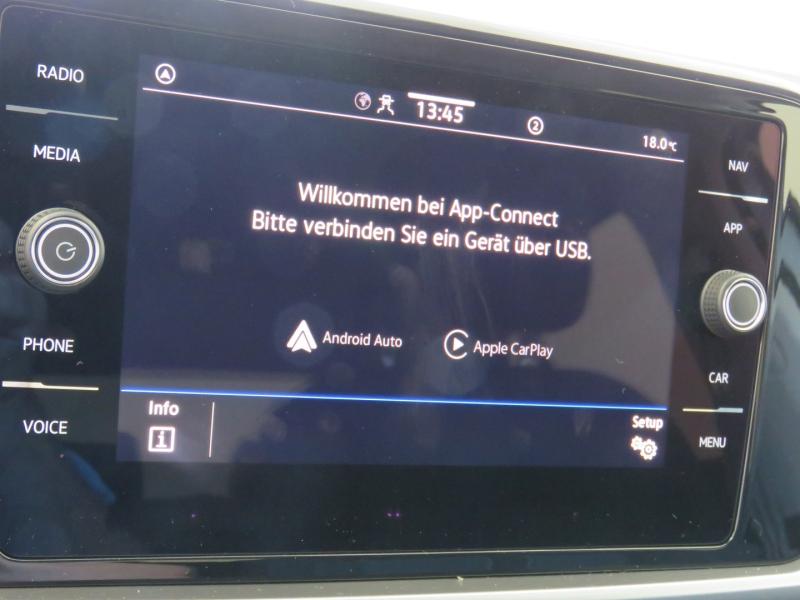 RADIO
MEDIA
PHONE
VOICE
13:45
2
18.0°C
Willkommen bei App-Connect
Bitte verbinden Sie ein Gerät über USB.
Android Auto
Apple CarPlay
Info
i
Setup
NAV
APP
CAR
MENU